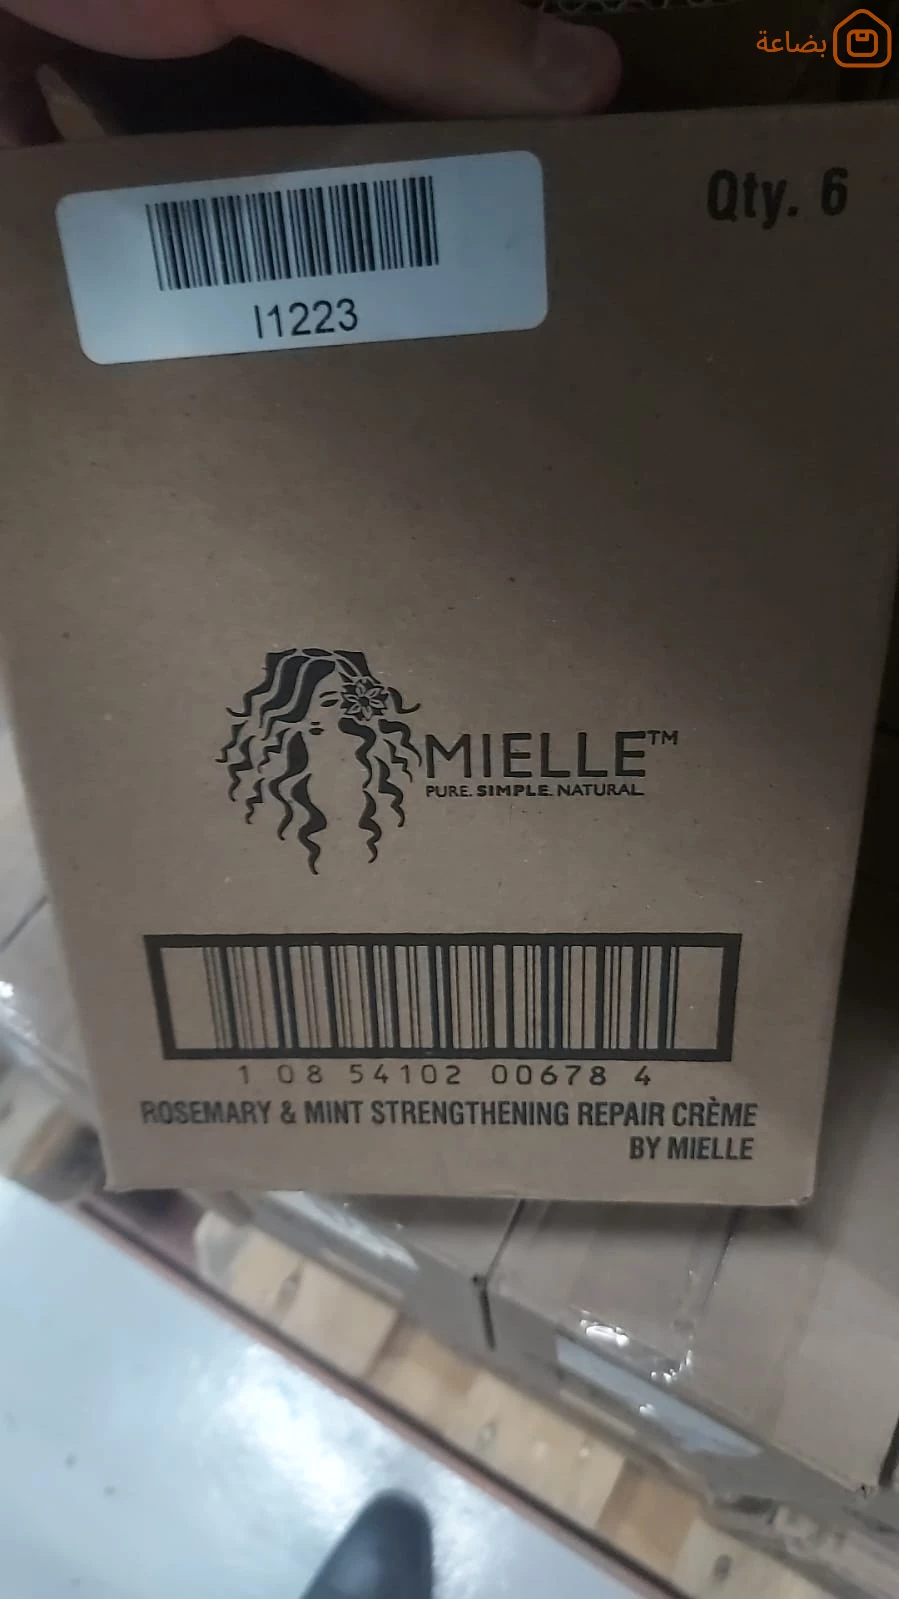 بضاعة
Qty. 6
I1223
MIELLE™
PURE. SIMPLE. NATURAL
1 08 54102 00678 4
ROSEMARY & MINT STRENGTHENING REPAIR CRÈME
BY MIELLE